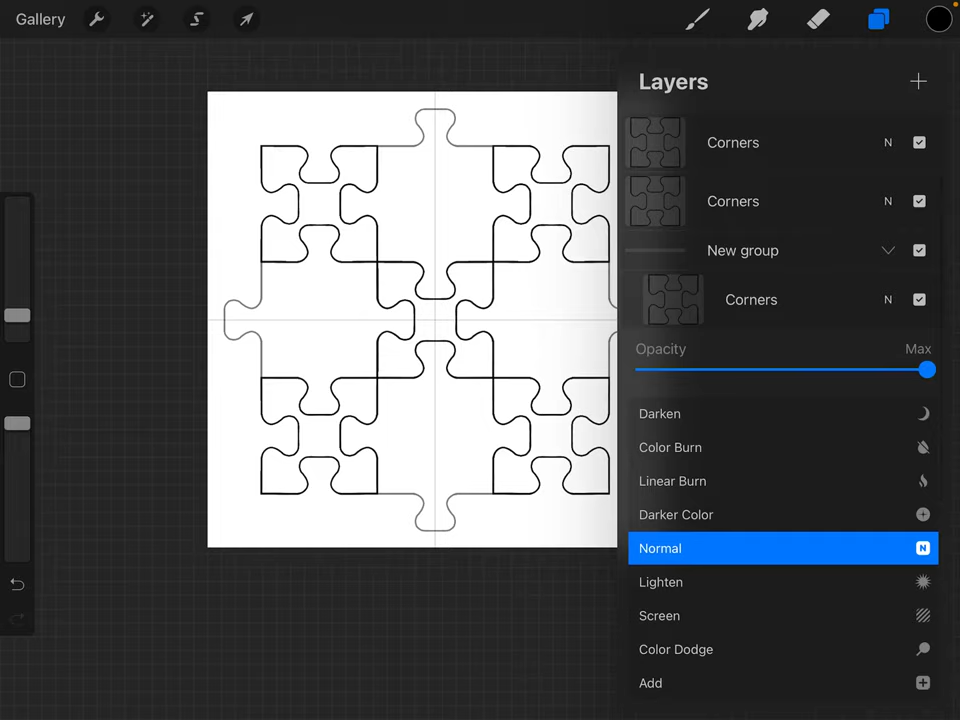 Gallery
Layers
Corners N
Corners N
New group
Corners N
Opacity Max
Darken
Color Burn
Linear Burn
Darker Color
Normal N
Lighten
Screen
Color Dodge
Add